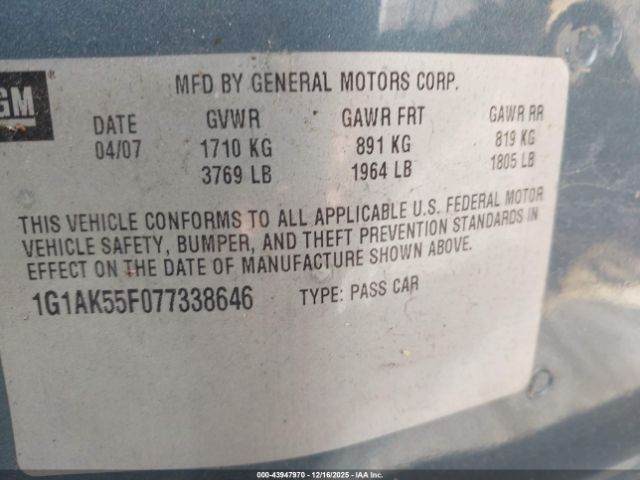 GM
®
MFD BY GENERAL MOTORS CORP.
DATE GVWR GAWR FRT GAWR RR
04/07 1710 KG 891 KG 819 KG
3769 LB 1964 LB 1805 LB
THIS VEHICLE CONFORMS TO ALL APPLICABLE U.S. FEDERAL MOTOR
VEHICLE SAFETY, BUMPER, AND THEFT PREVENTION STANDARDS IN
EFFECT ON THE DATE OF MANUFACTURE SHOWN ABOVE.
1G1AK55F077338646 TYPE: PASS CAR
000-43947970 - 12/16/2025 - IAA, Inc.